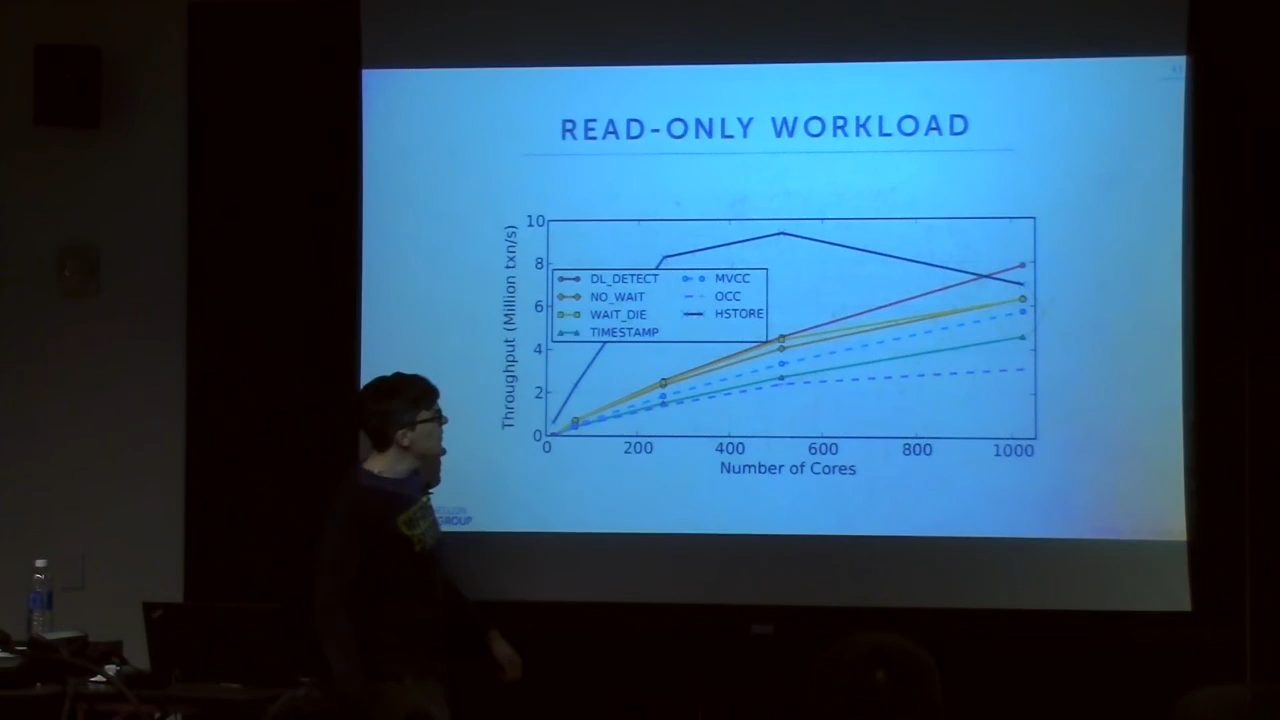 READ-ONLY WORKLOAD
Throughput (Million txn/s)
10
8
6
4
2
0
DL_DETECT
NO_WAIT
WAIT_DIE
TIMESTAMP
MVCC
OCC
HSTORE
0 200 400 600 800 1000
Number of Cores
GROUP